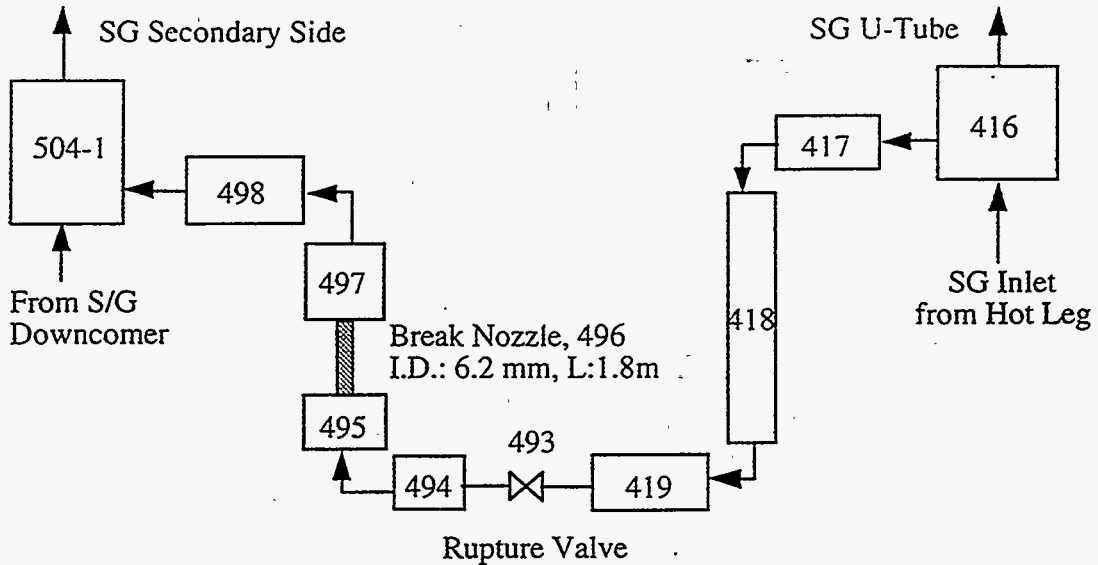 SG Secondary Side
SG U-Tube
504-1
416
417
498
From S/G
Downcomer
497
418
SG Inlet
from Hot Leg
Break Nozzle, 496
I.D.: 6.2 mm, L:1.8m
495
493
494
419
Rupture Valve